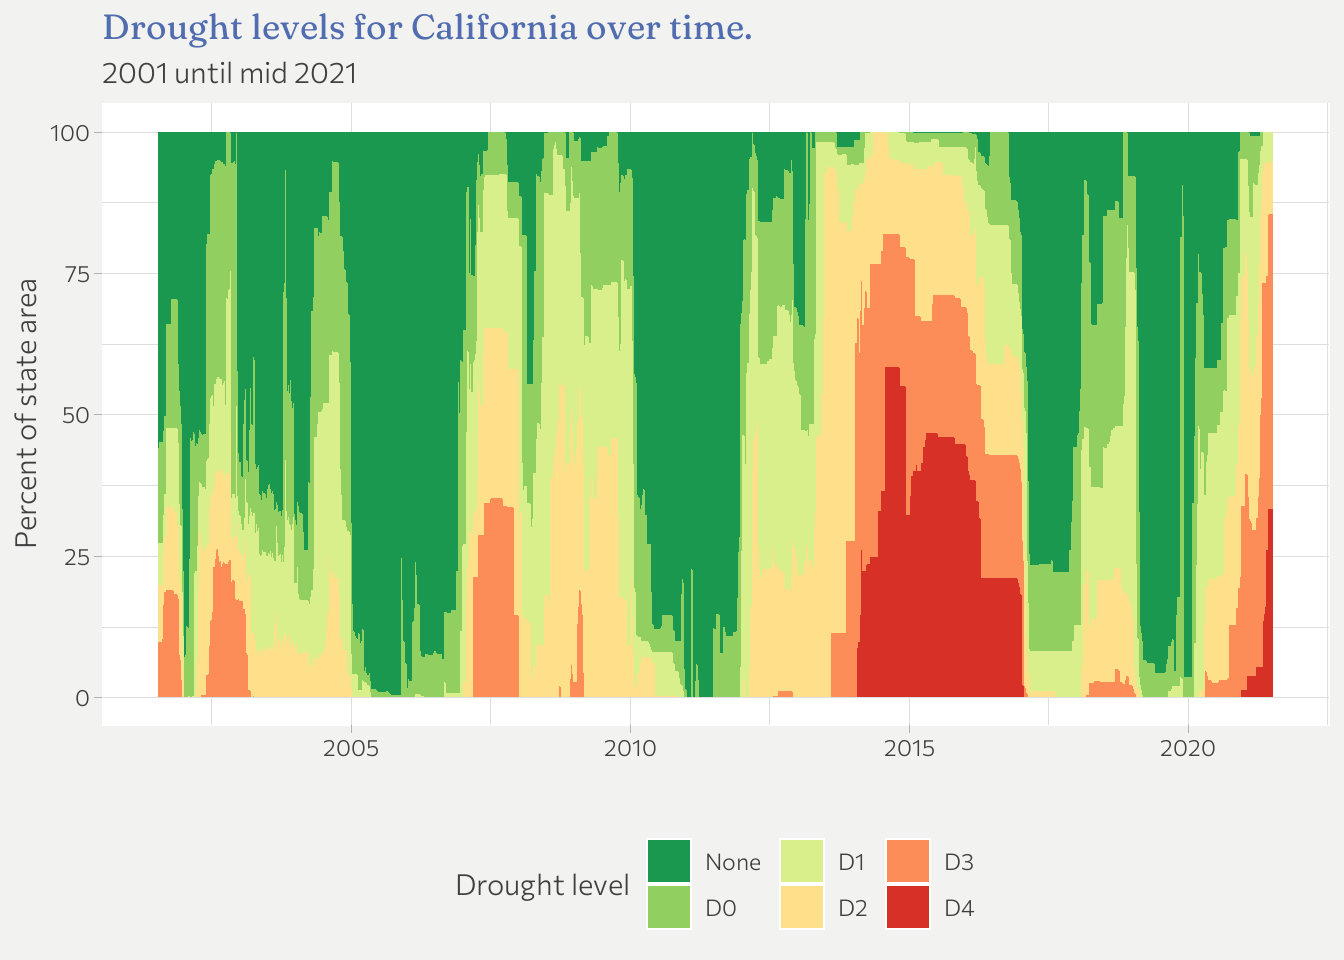 Drought levels for California over time.
2001 until mid 2021
Percent of state area
100
75
50
25
0
2005 2010 2015 2020
Drought level
None D1 D3
D0 D2 D4